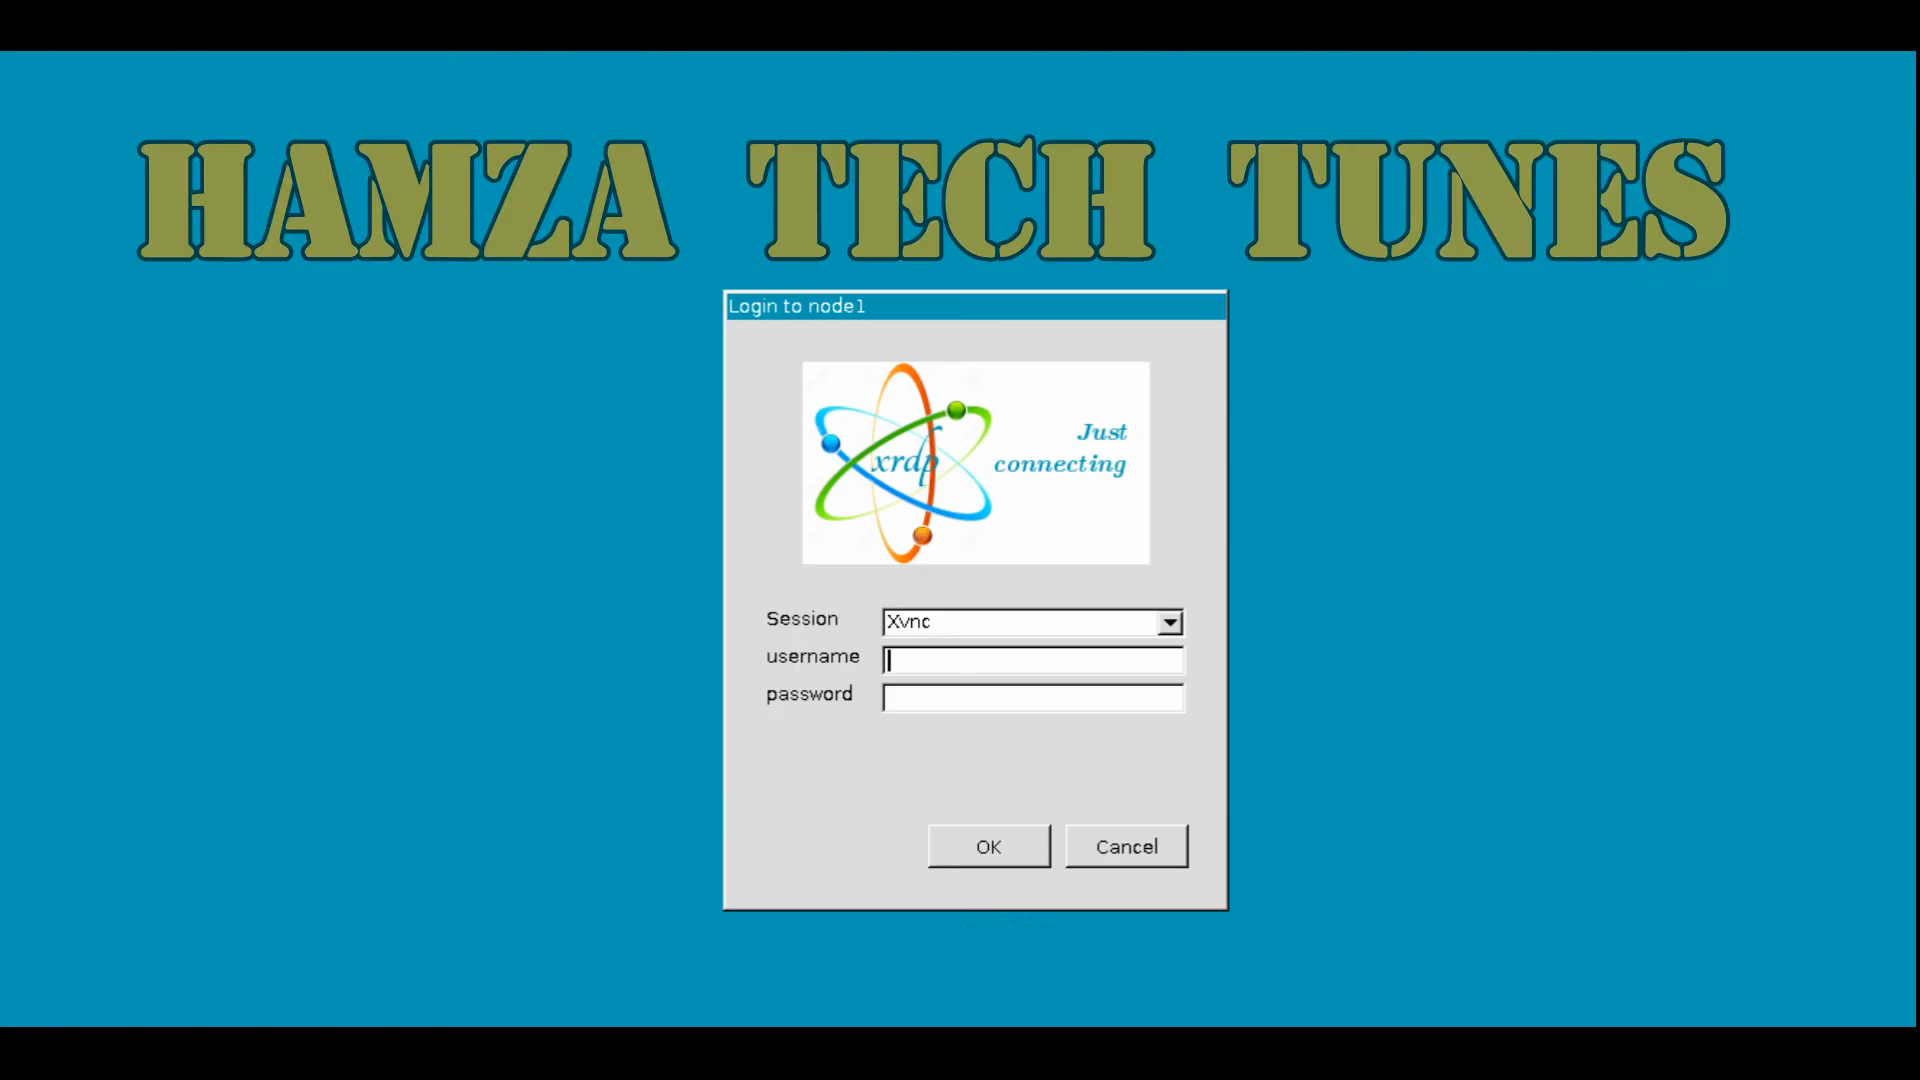 HAMZA TECH TUNES
Login to node1
xrdp
Just
connecting
Session Xvnc
username
password
OK Cancel